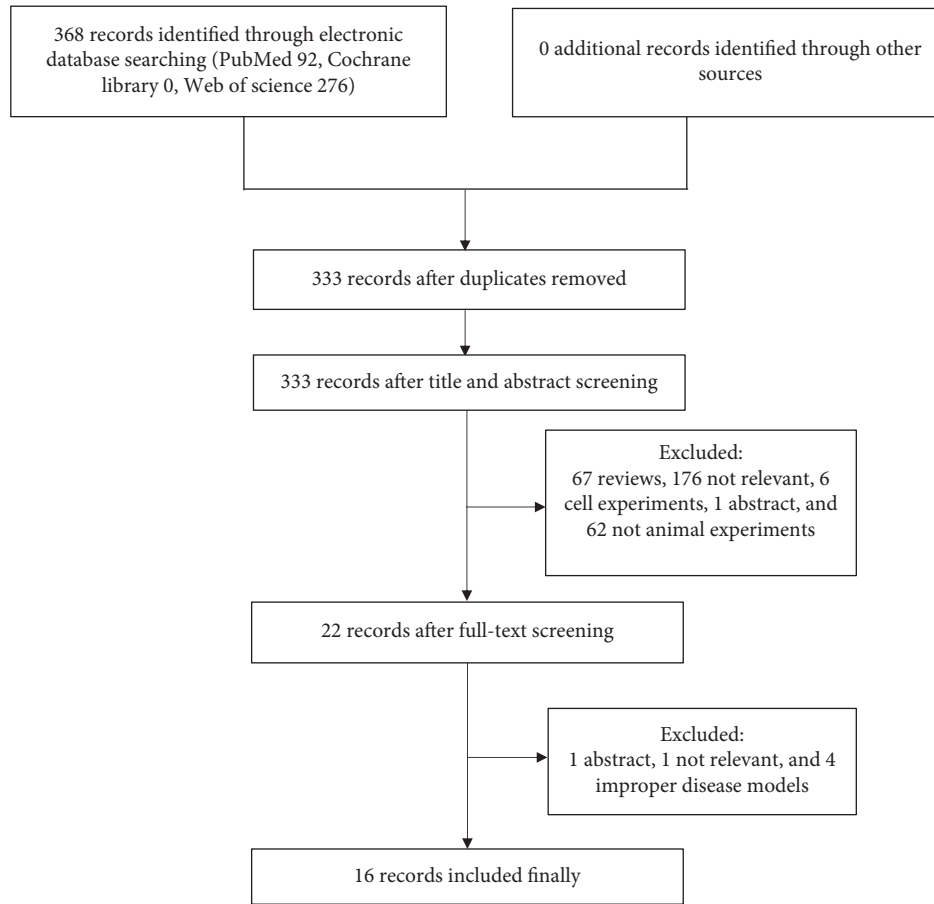 368 records identified through electronic
database searching (PubMed 92, Cochrane
library 0, Web of science 276)
0 additional records identified through other
sources
333 records after duplicates removed
333 records after title and abstract screening
Excluded:
67 reviews, 176 not relevant, 6
cell experiments, 1 abstract, and
62 not animal experiments
22 records after full-text screening
Excluded:
1 abstract, 1 not relevant, and 4
improper disease models
16 records included finally